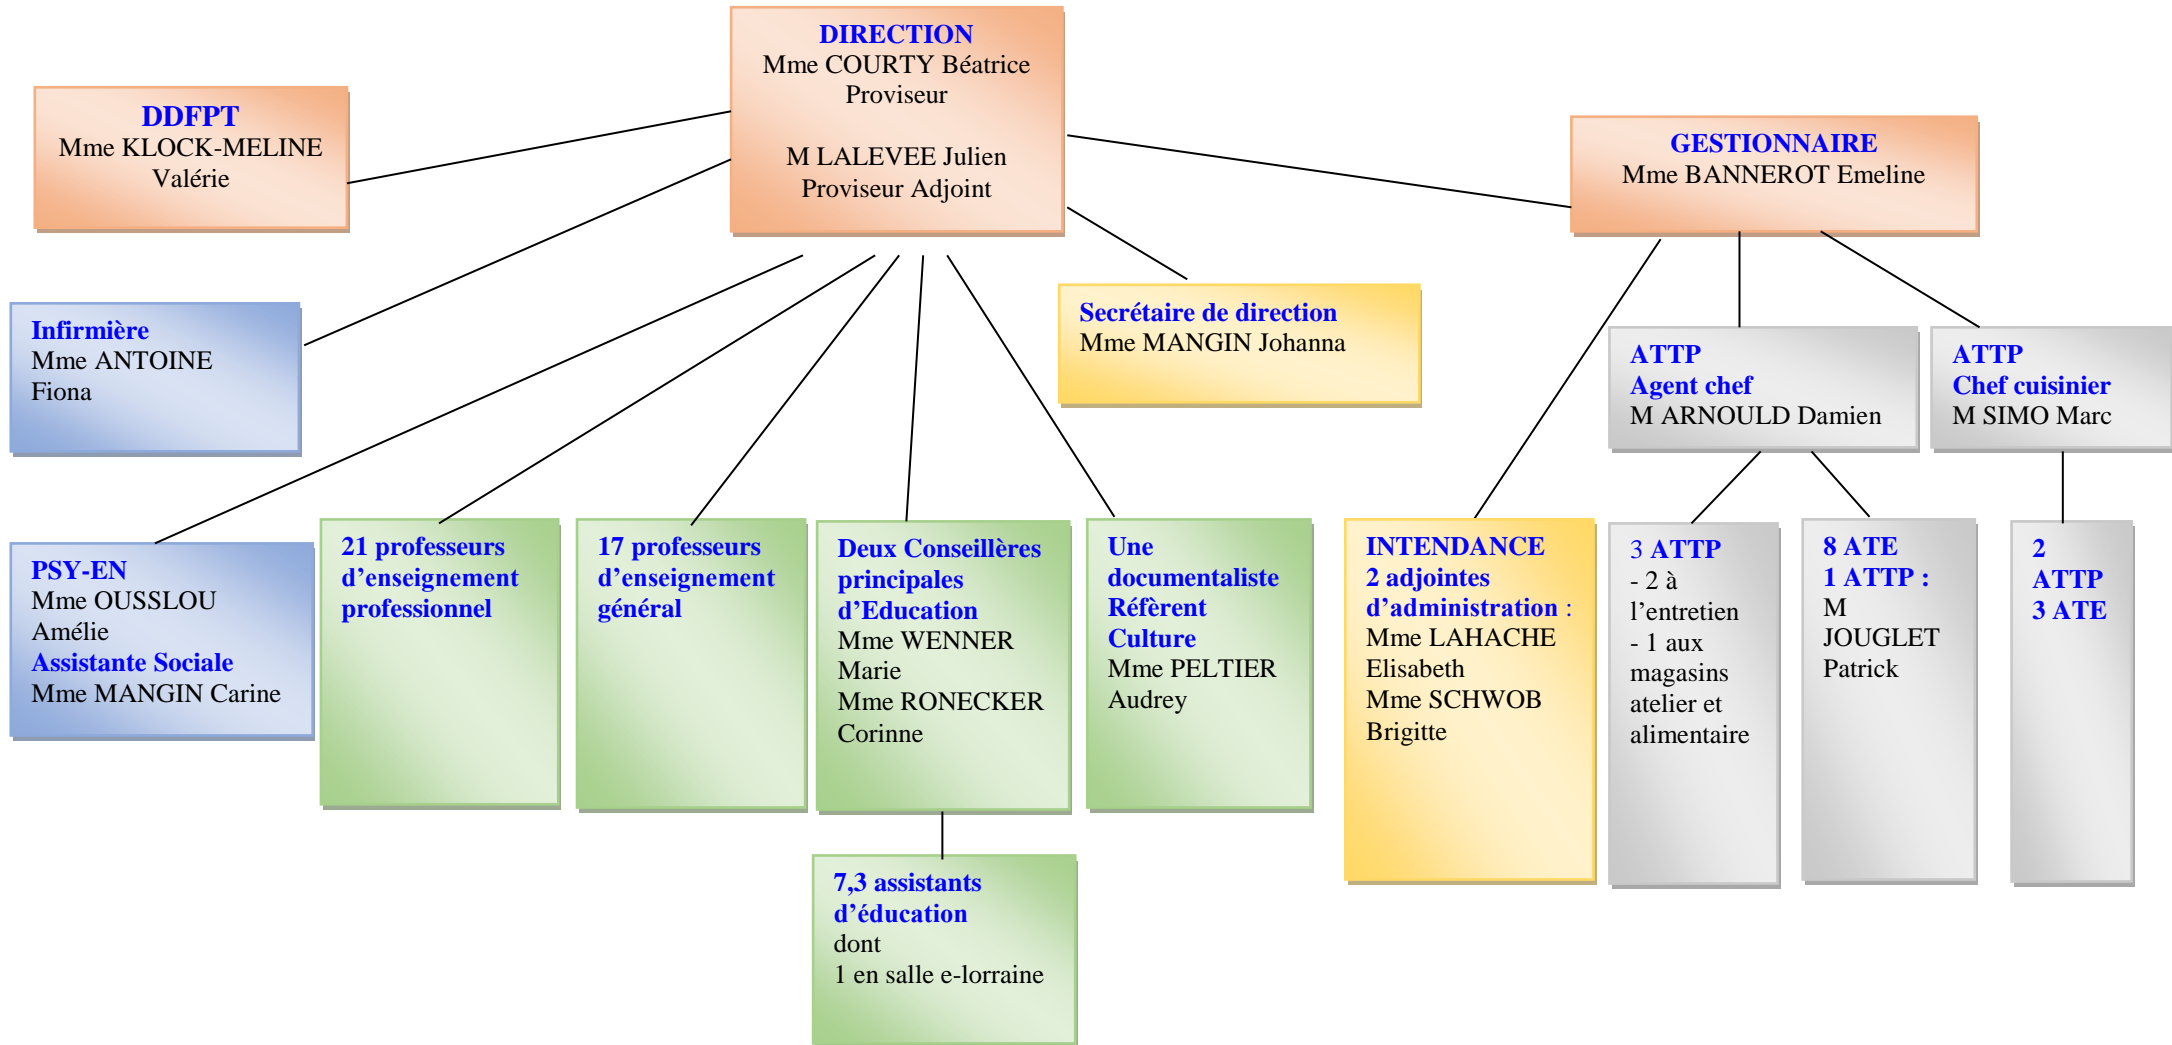 DIRECTION
Mme COURTY Béatrice
Proviseur
M LALEVEE Julien
Proviseur Adjoint
DDFPT
Mme KLOCK-MELINE
Valérie
GESTIONNAIRE
Mme BANNEROT Emeline
Infirmière
Mme ANTOINE
Fiona
Secrétaire de direction
Mme MANGIN Johanna
ATTP
Agent chef
M ARNOULD Damien
ATTP
Chef cuisinier
M SIMO Marc
PSY-EN
Mme OUSSLOU
Amélie
Assistante Sociale
Mme MANGIN Carine
21 professeurs
d’enseignement
professionnel
17 professeurs
d’enseignement
général
Deux Conseillères
principales
d’Education
Mme WENNER
Marie
Mme RONECKER
Corinne
Une
documentaliste
Réfèrent
Culture
Mme PELTIER
Audrey
INTENDANCE
2 adjointes
d’administration :
Mme LAHACHE
Elisabeth
Mme SCHWOB
Brigitte
3 ATTP
- 2 à
l’entretien
- 1 aux
magasins
atelier et
alimentaire
8 ATE
1 ATTP :
M
JOUGLET
Patrick
2
ATTP
3 ATE
7,3 assistants
d’éducation
dont
1 en salle e-lorraine